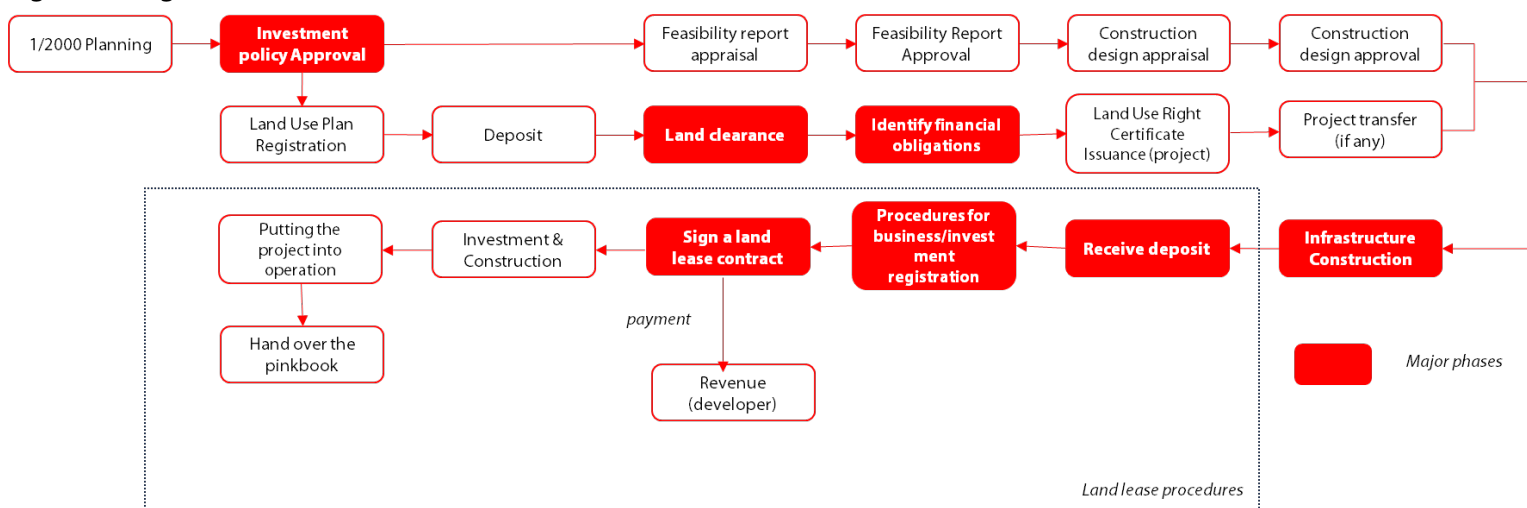 1/2000 Planning
Investment
policy Approval
Feasibility report
appraisal
Feasibility Report
Approval
Construction
design appraisal
Construction
design approval
Land Use Plan
Registration
Deposit
Land clearance
Identify financial
obligations
Land Use Right
Certificate
Issuance (project)
Project transfer
(if any)
Putting the
project into
operation
Investment &
Construction
Sign a land
lease contract
Procedures for
business/invest
ment
registration
Receive deposit
Infrastructure
Construction
payment
Hand over the
pinkbook
Revenue
(developer)
Major phases
Land lease procedures